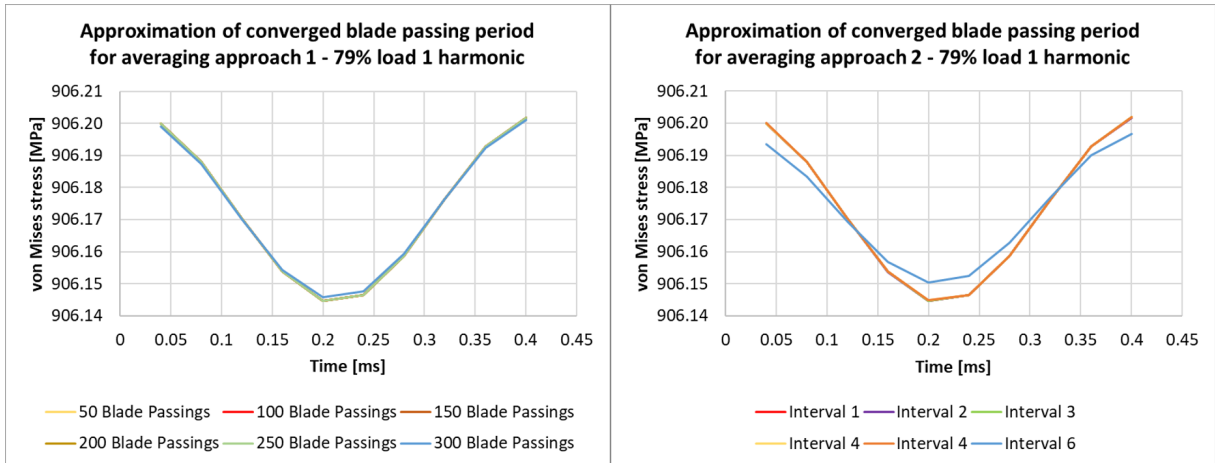 Approximation of converged blade passing period
for averaging approach 1 - 79% load 1 harmonic
von Mises stress [MPa]
906.21
906.20
906.19
906.18
906.17
906.16
906.15
906.14
0 0.05 0.1 0.15 0.2 0.25 0.3 0.35 0.4 0.45
Time [ms]
50 Blade Passings 100 Blade Passings 150 Blade Passings
200 Blade Passings 250 Blade Passings 300 Blade Passings
Approximation of converged blade passing period
for averaging approach 2 - 79% load 1 harmonic
von Mises stress [MPa]
906.21
906.20
906.19
906.18
906.17
906.16
906.15
906.14
0 0.05 0.1 0.15 0.2 0.25 0.3 0.35 0.4 0.45
Time [ms]
Interval 1 Interval 2 Interval 3
Interval 4 Interval 4 Interval 6